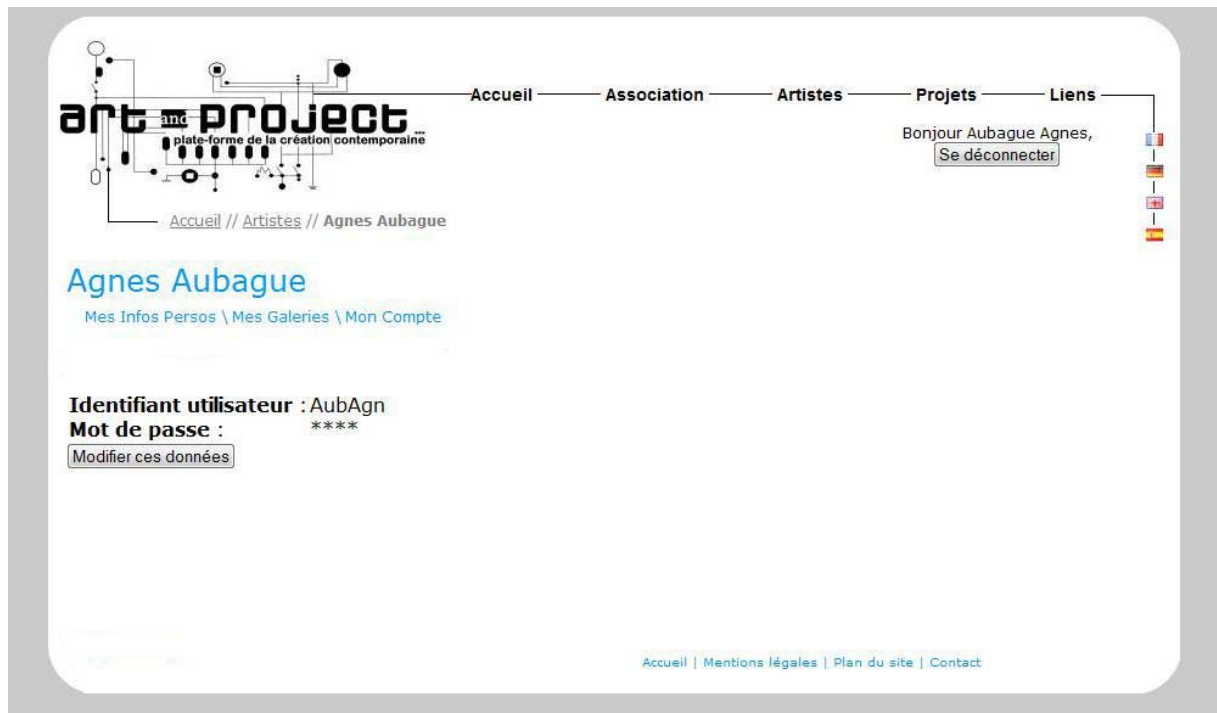 art and project...
plate-forme de la création contemporaine
Accueil Association Artistes Projets Liens
Bonjour Aubague Agnes,
Se déconnecter
Accueil // Artistes // Agnes Aubague
Agnes Aubague
Mes Infos Persos \ Mes Galeries \ Mon Compte
Identifiant utilisateur : AubAgn
Mot de passe : ****
Modifier ces données
Accueil | Mentions légales | Plan du site | Contact